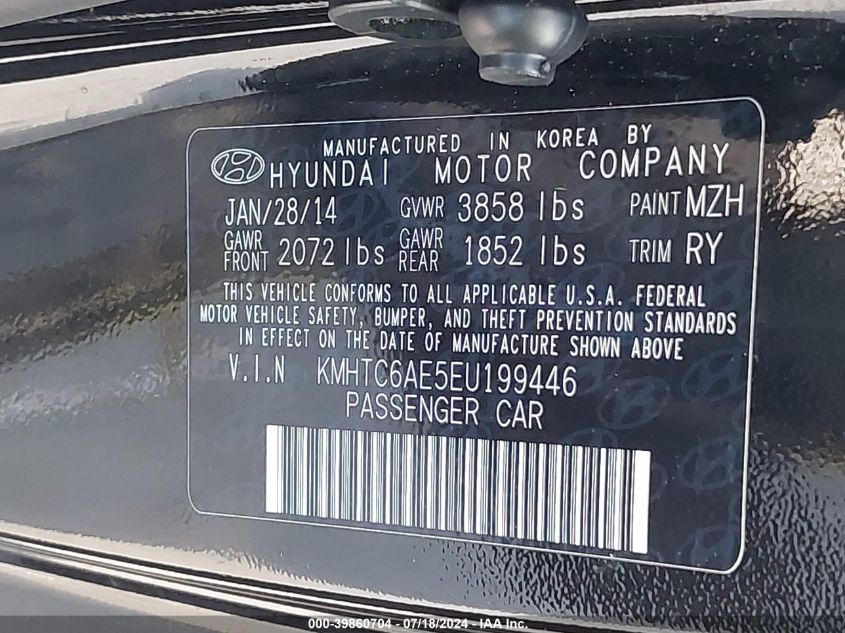 MANUFACTURED IN KOREA BY
HYUNDAI MOTOR COMPANY
JAN/28/14 GVWR 3858 lbs PAINT MZH
GAWR FRONT 2072 lbs GAWR REAR 1852 lbs TRIM RY
THIS VEHICLE CONFORMS TO ALL APPLICABLE U.S.A. FEDERAL
MOTOR VEHICLE SAFETY, BUMPER, AND THEFT PREVENTION STANDARDS
IN EFFECT ON THE DATE OF MANUFACTURE SHOWN ABOVE
V.I.N KMHTC6AE5EU199446
PASSENGER CAR
000-39860704 - 07/18/2024 - IAA Inc.